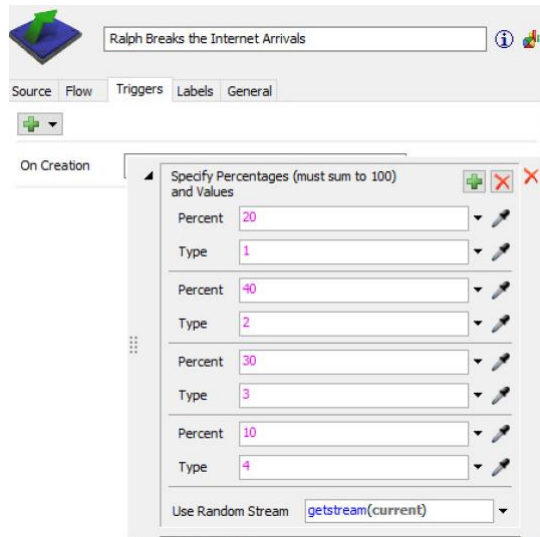 Ralph Breaks the Internet Arrivals
Source Flow Triggers Labels General
On Creation
Specify Percentages (must sum to 100)
and Values
Percent 20
Type 1
Percent 40
Type 2
Percent 30
Type 3
Percent 10
Type 4
Use Random Stream getstream(current)